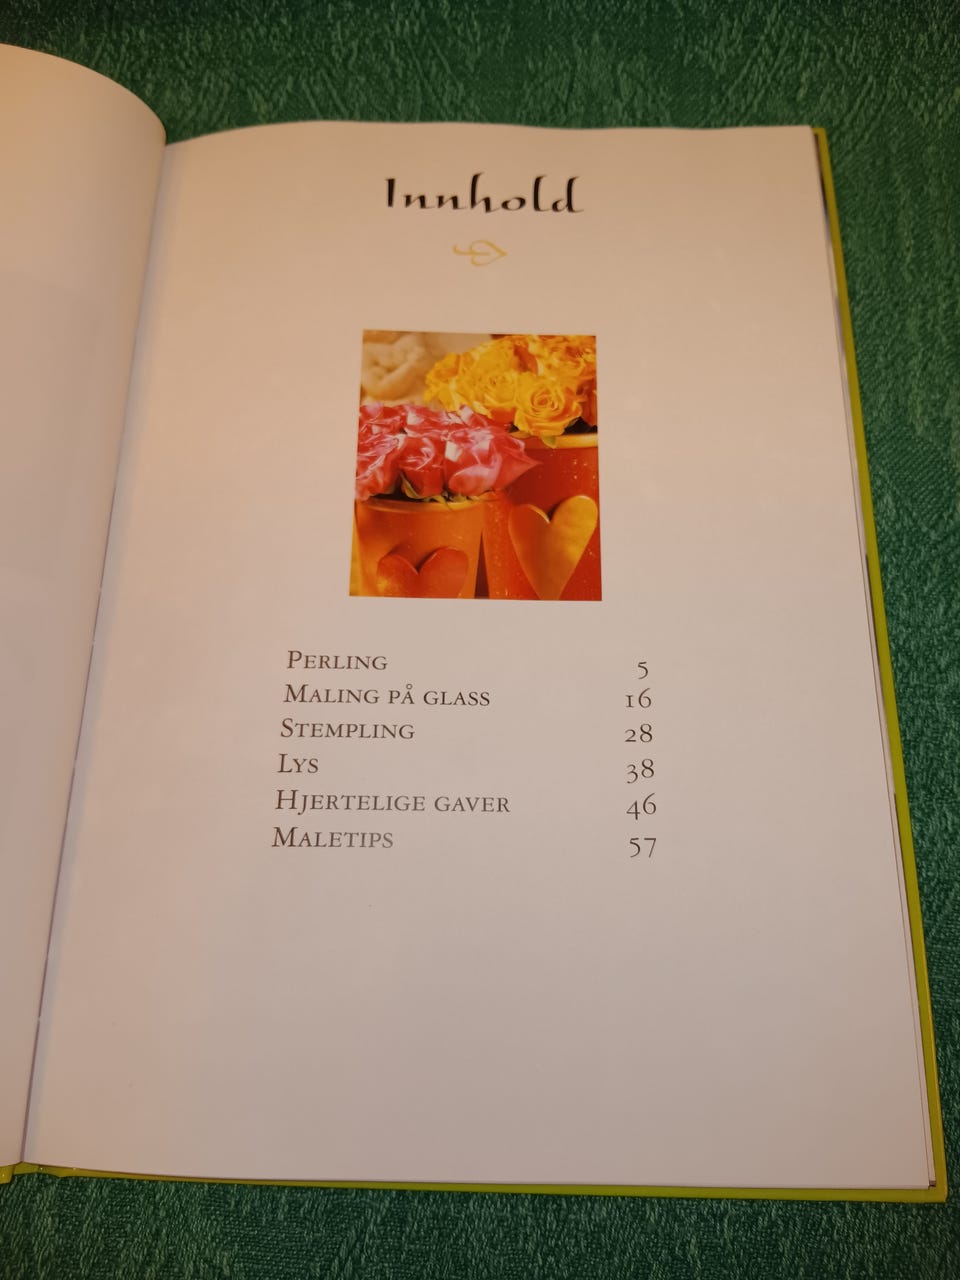 Innhold
Perling 5
Maling på glass 16
Stempling 28
Lys 38
Hjertelige gaver 46
Maletips 57